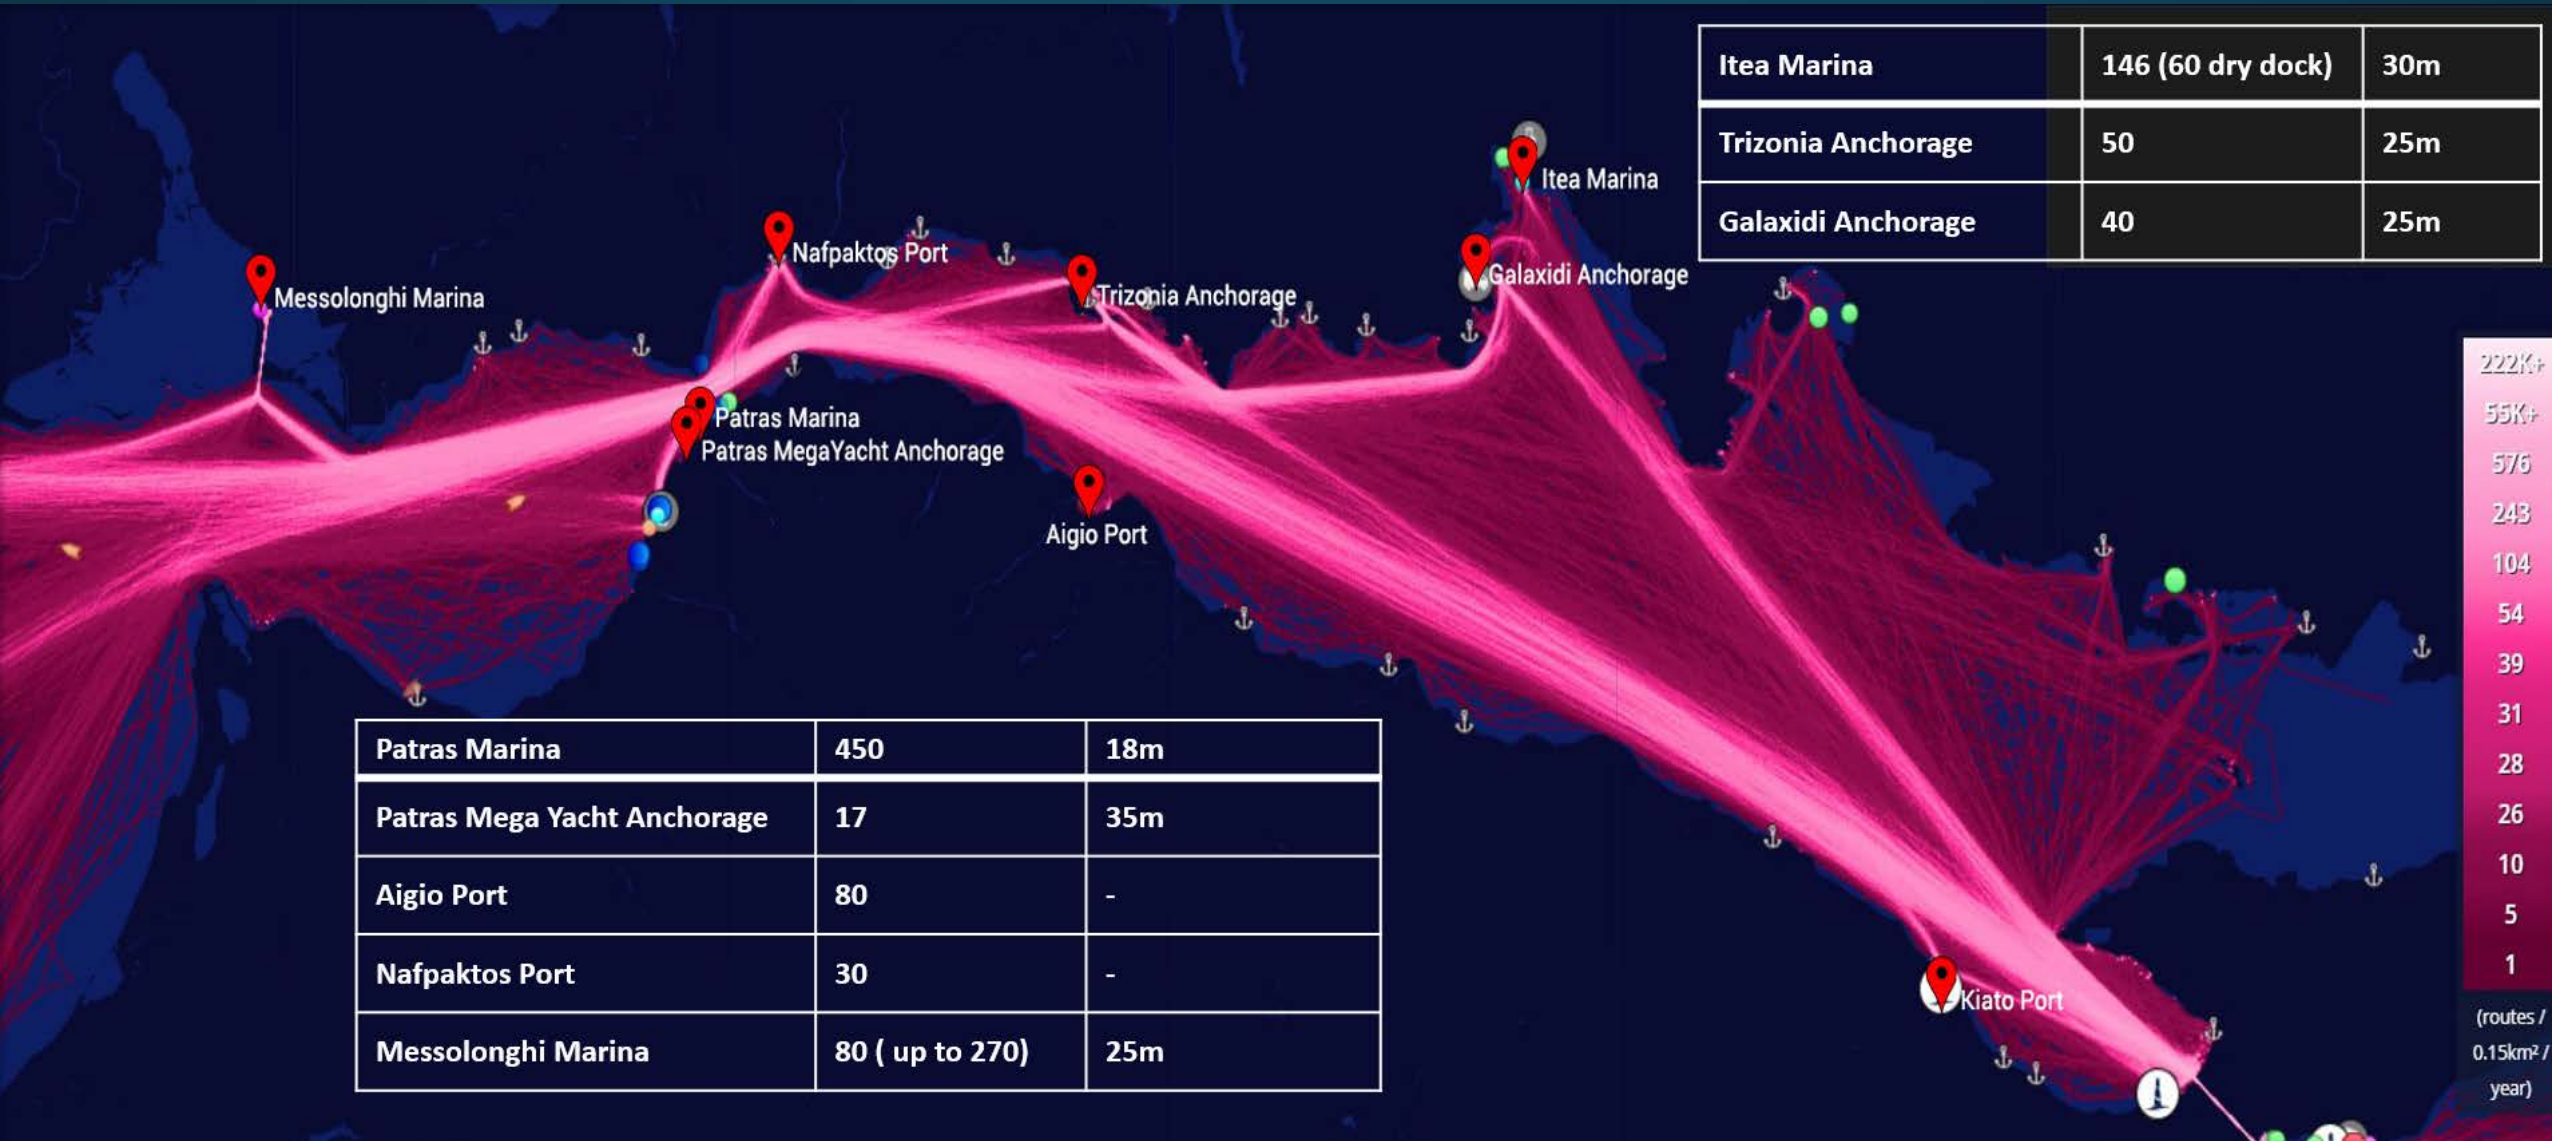 Itea Marina 146 (60 dry dock) 30m
Trizonia Anchorage 50 25m
Galaxidi Anchorage 40 25m
Itea Marina
Nafpaktos Port
Galaxidi Anchorage
Messolonghi Marina
Trizonia Anchorage
Patras Marina
Patras MegaYacht Anchorage
Aigio Port
Kiato Port
Patras Marina 450 18m
Patras Mega Yacht Anchorage 17 35m
Aigio Port 80 -
Nafpaktos Port 30 -
Messolonghi Marina 80 ( up to 270) 25m
222K+
55K+
576
243
104
54
39
31
28
26
10
5
1
(routes /
0.15km² /
year)